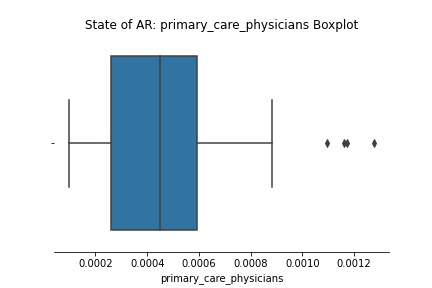 State of AR: primary_care_physicians Boxplot
0.0002 0.0004 0.0006 0.0008 0.0010 0.0012
primary_care_physicians